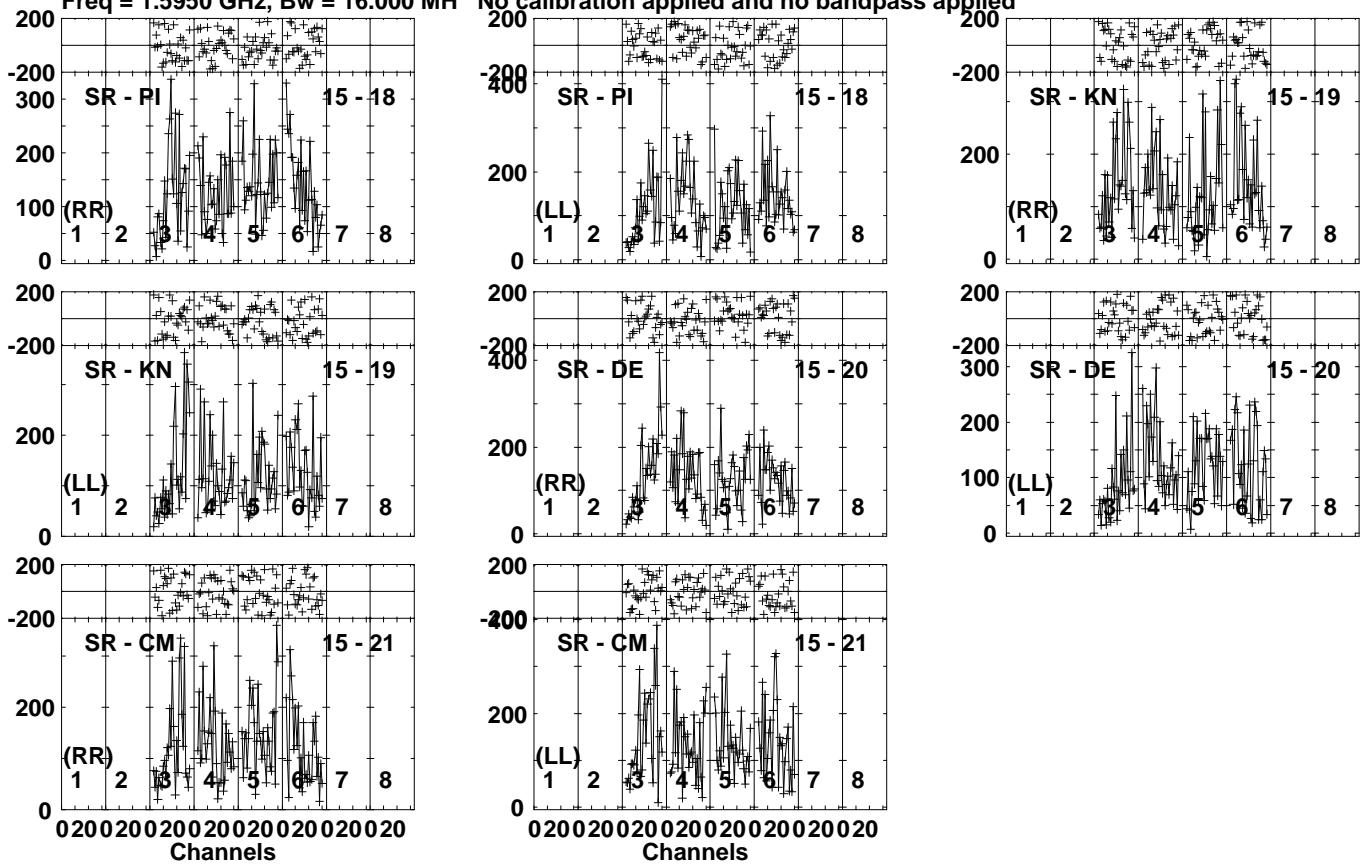 Freq = 1.5950 GHz, Bw = 16.000 MH No calibration applied and no bandpass applied
200
-200
300
200
100
0
SR - PI 15 - 18
(RR)
1 2 3 4 5 6 7 8
200
-200
400
200
0
SR - PI 15 - 18
(LL)
1 2 3 4 5 6 7 8
200
-200
200
0
SR - KN 15 - 19
(RR)
1 2 3 4 5 6 7 8
200
-200
200
0
SR - KN 15 - 19
(LL)
1 2 3 4 5 6 7 8
200
-200
400
200
0
SR - DE 15 - 20
(RR)
1 2 3 4 5 6 7 8
200
-200
300
200
100
0
SR - DE 15 - 20
(LL)
1 2 3 4 5 6 7 8
200
-200
200
0
SR - CM 15 - 21
(RR)
1 2 3 4 5 6 7 8
0 20 0 20 0 20 0 20 0 20 0 20 0 20 0 20
Channels
200
-200
400
200
0
SR - CM 15 - 21
(LL)
1 2 3 4 5 6 7 8
0 20 0 20 0 20 0 20 0 20 0 20 0 20 0 20
Channels